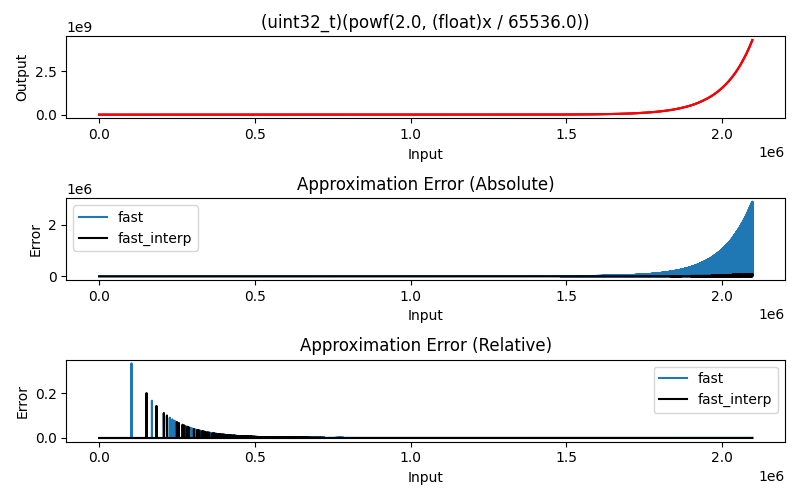 (uint32_t)(powf(2.0, (float)x / 65536.0))
1e9
Output
2.5
0.0
0.0 0.5 1.0 1.5 2.0
Input
1e6
Approximation Error (Absolute)
1e6
Error
2
0
fast
fast_interp
0.0 0.5 1.0 1.5 2.0
Input
1e6
Approximation Error (Relative)
Error
0.2
0.0
fast
fast_interp
0.0 0.5 1.0 1.5 2.0
Input
1e6